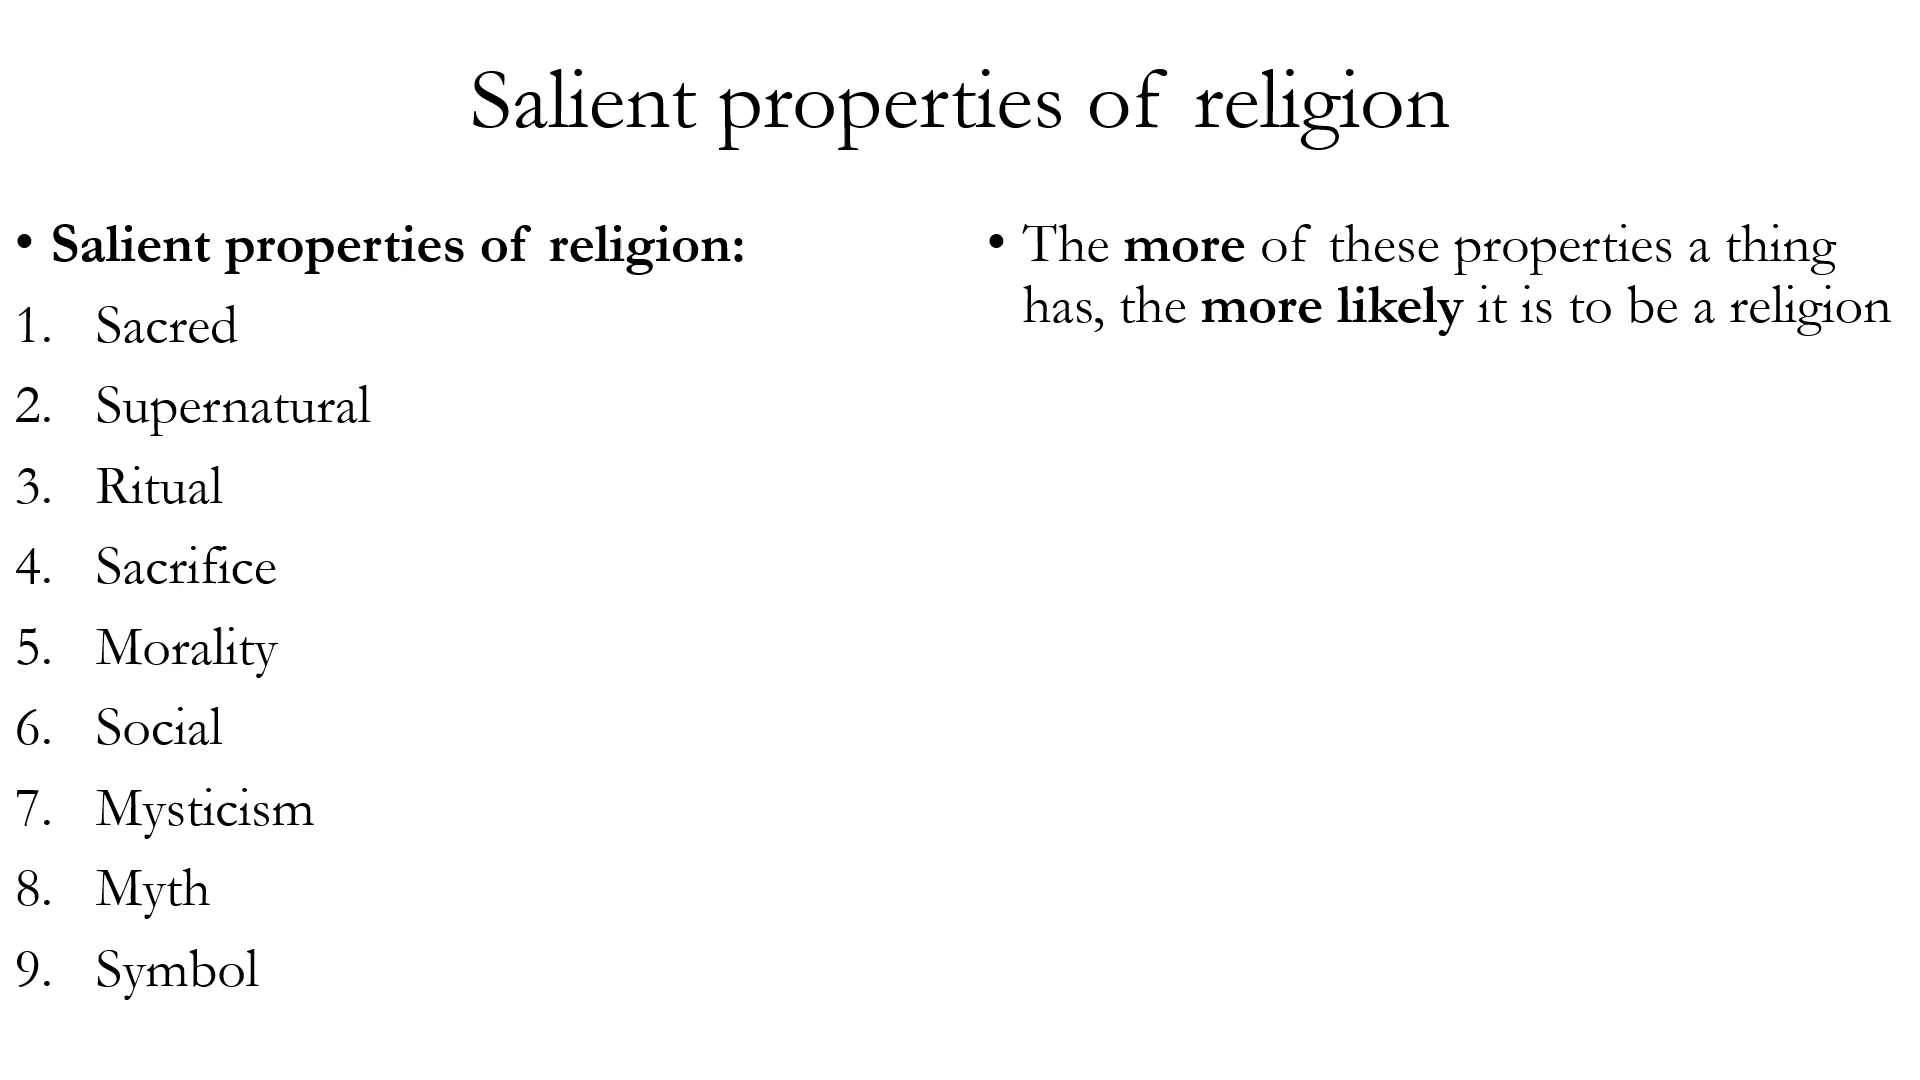 Salient properties of religion
• Salient properties of religion:
1. Sacred
2. Supernatural
3. Ritual
4. Sacrifice
5. Morality
6. Social
7. Mysticism
8. Myth
9. Symbol
• The more of these properties a thing
has, the more likely it is to be a religion